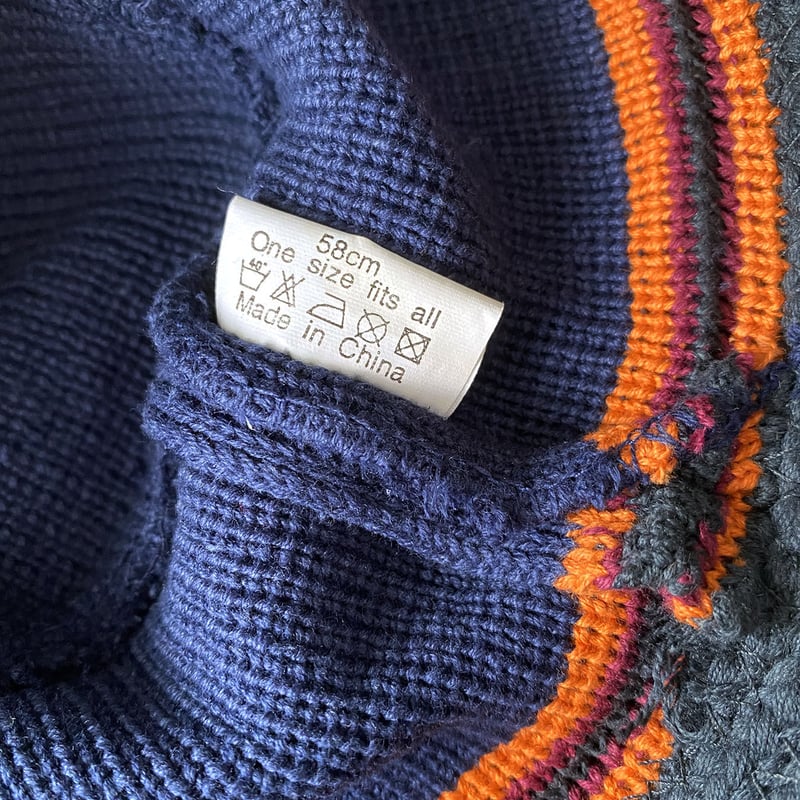 58cm
One size fits all
Made in China